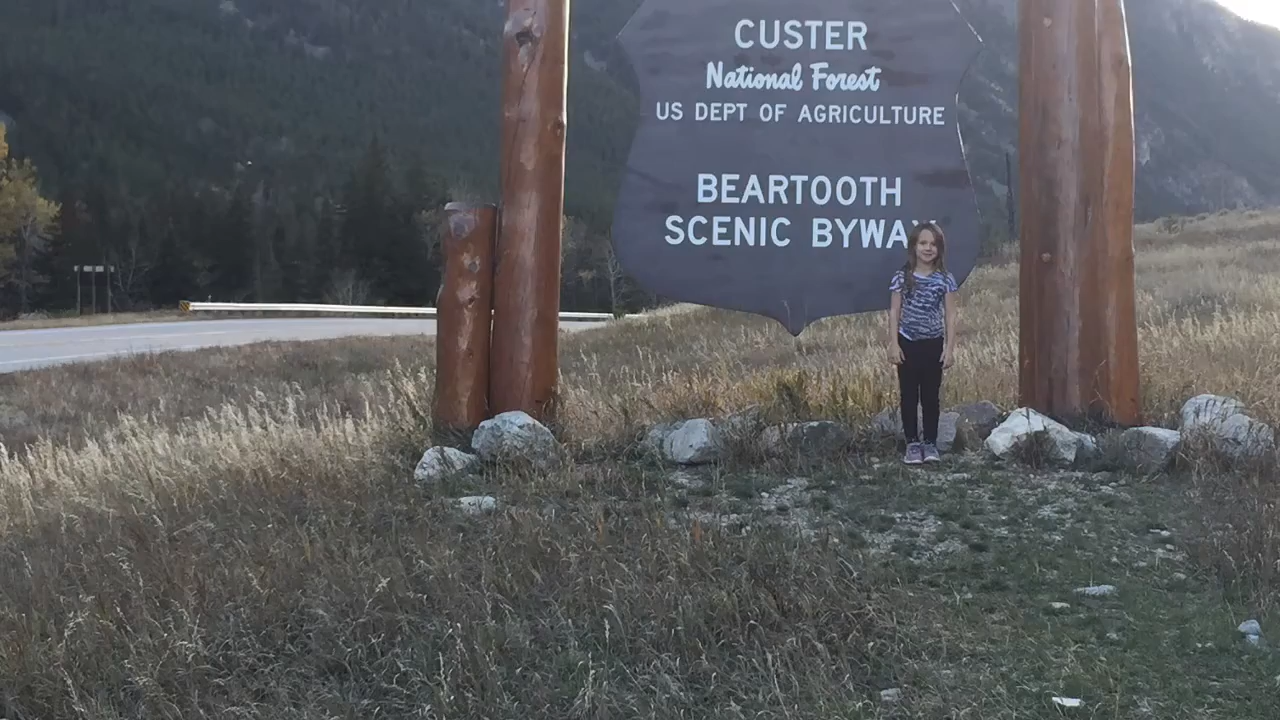 CUSTER
National Forest
US DEPT OF AGRICULTURE
BEARTOOTH
SCENIC BYWAY